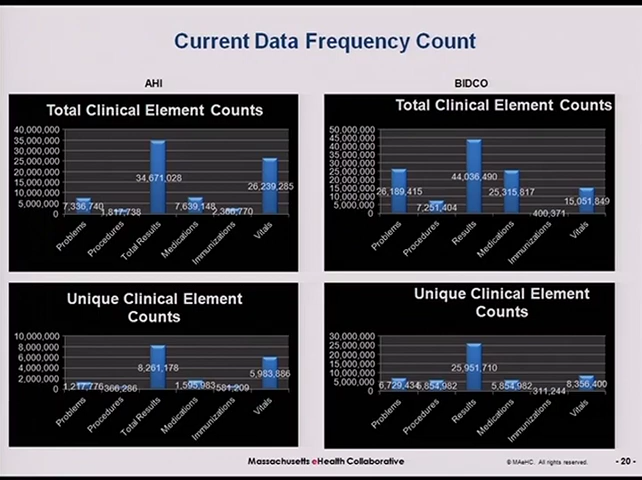 Current Data Frequency Count
AHI
BIDCO
Total Clinical Element Counts
40,000,000
35,000,000
30,000,000
25,000,000
20,000,000
15,000,000
10,000,000
5,000,000
0
7,336,740
1,817,738
34,671,028
7,639,148
2,366,770
26,239,285
Problems
Procedures
Total Results
Medications
Immunizations
Vitals
Total Clinical Element Counts
50,000,000
45,000,000
40,000,000
35,000,000
30,000,000
25,000,000
20,000,000
15,000,000
10,000,000
5,000,000
0
26,189,415
7,251,404
44,036,490
25,315,817
400,371
15,051,849
Problems
Procedures
Results
Medications
Immunizations
Vitals
Unique Clinical Element
Counts
10,000,000
8,000,000
6,000,000
4,000,000
2,000,000
0
1,217,776
366,286
8,261,178
1,595,983
581,209
5,983,886
Problems
Procedures
Total Results
Medications
Immunizations
Vitals
Unique Clinical Element
Counts
30,000,000
25,000,000
20,000,000
15,000,000
10,000,000
5,000,000
0
6,729,434
5,854,982
25,951,710
5,854,982
311,244
8,356,400
Problems
Procedures
Results
Medications
Immunizations
Vitals
Massachusetts eHealth Collaborative
© MAeHC. All rights reserved.
- 20 -